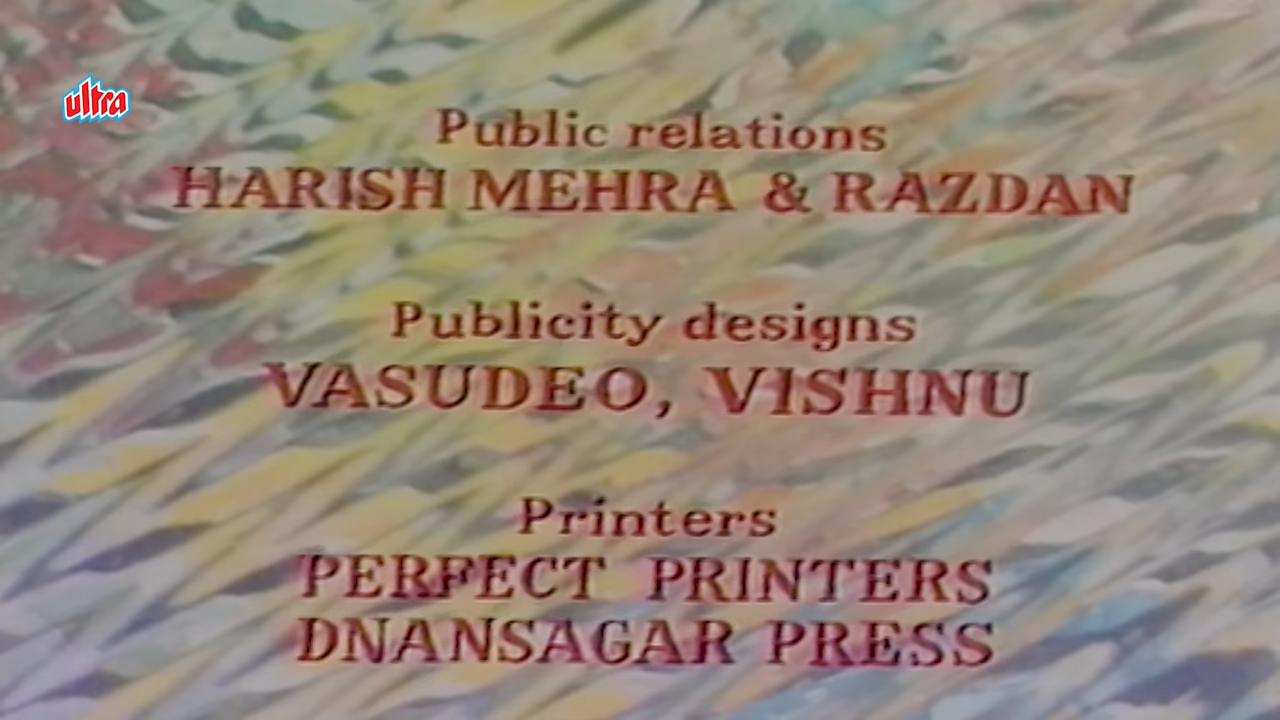 ultra
Public relations
HARISH MEHRA & RAZDAN
Publicity designs
VASUDEO, VISHNU
Printers
PERFECT PRINTERS
DNANSAGAR PRESS